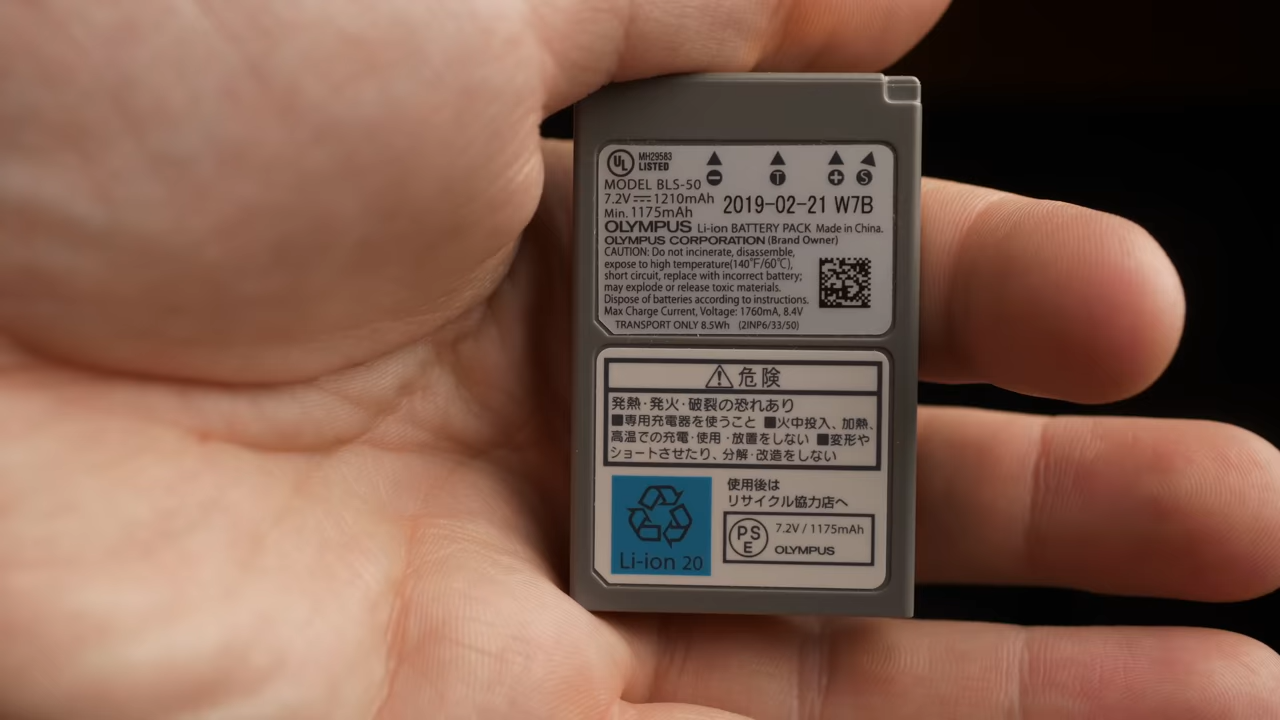 UL MH29583
LISTED
MODEL BLS-50
7.2V⎓1210mAh
Min. 1175mAh
− T + S
2019-02-21 W7B
OLYMPUS Li-ion BATTERY PACK Made in China.
OLYMPUS CORPORATION (Brand Owner)
CAUTION: Do not incinerate, disassemble,
expose to high temperature(140°F/60℃),
short circuit, replace with incorrect battery;
may explode or release toxic materials.
Dispose of batteries according to instructions.
Max Charge Current, Voltage: 1760mA, 8.4V
TRANSPORT ONLY 8.5Wh (2INP6/33/50)
危険
発熱·発火·破裂の恐れあり
■専用充電器を使うこと ■火中投入、加熱、
高温での充電·使用·放置をしない ■変形や
ショートさせたり、分解·改造をしない
使用後は
リサイクル協力店へ
Li-ion 20
PSE
7.2V / 1175mAh
OLYMPUS